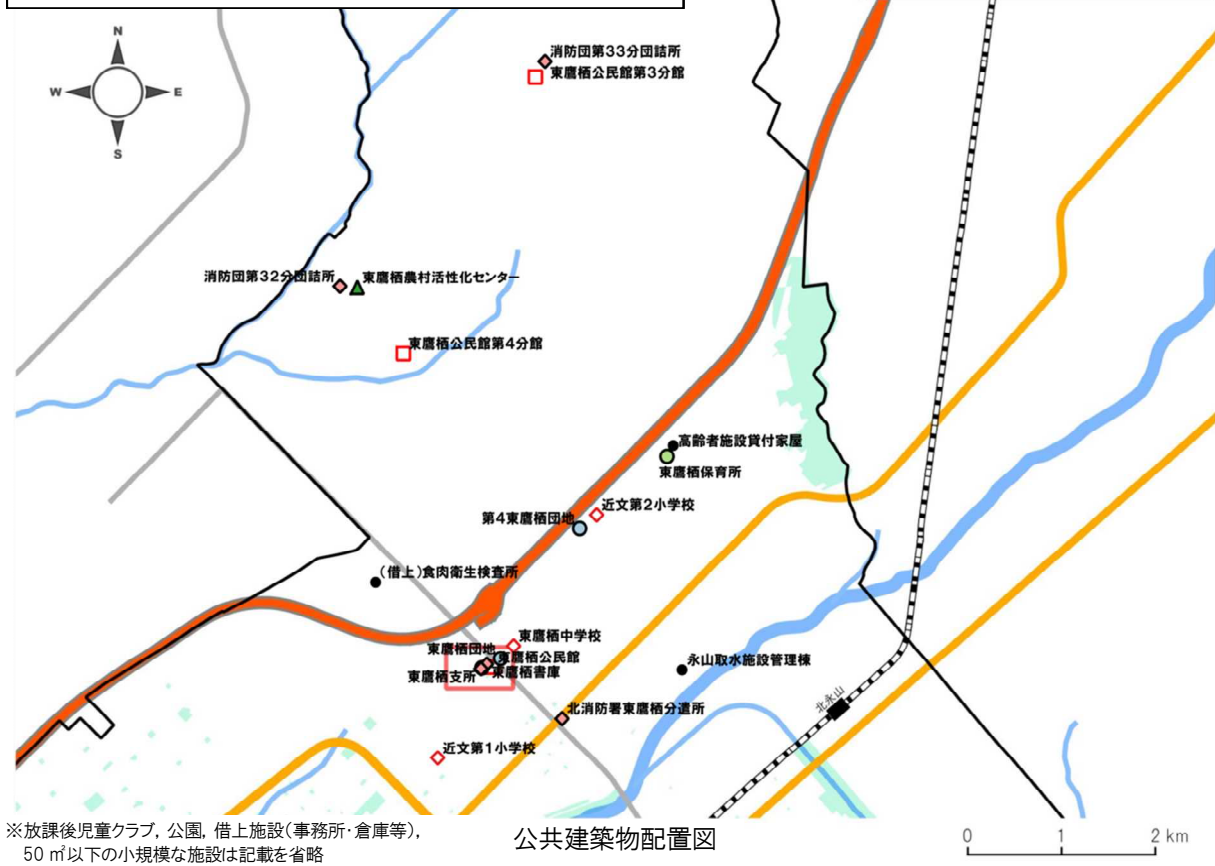 N
W
E
S
消防団第33分団詰所
東鷹栖公民館第3分館
消防団第32分団詰所
東鷹栖農村活性化センター
東鷹栖公民館第4分館
高齢者施設貸付家屋
東鷹栖保育所
近文第2小学校
第4東鷹栖団地
(借上)食肉衛生検査所
東鷹栖中学校
東鷹栖団地
東鷹栖公民館
東鷹栖支所
東鷹栖書庫
永山取水施設管理棟
北永山
北消防署東鷹栖分遣所
近文第1小学校
※放課後児童クラブ, 公園, 借上施設(事務所・倉庫等),
50 ㎡以下の小規模な施設は記載を省略
公共建築物配置図
0 1 2 km